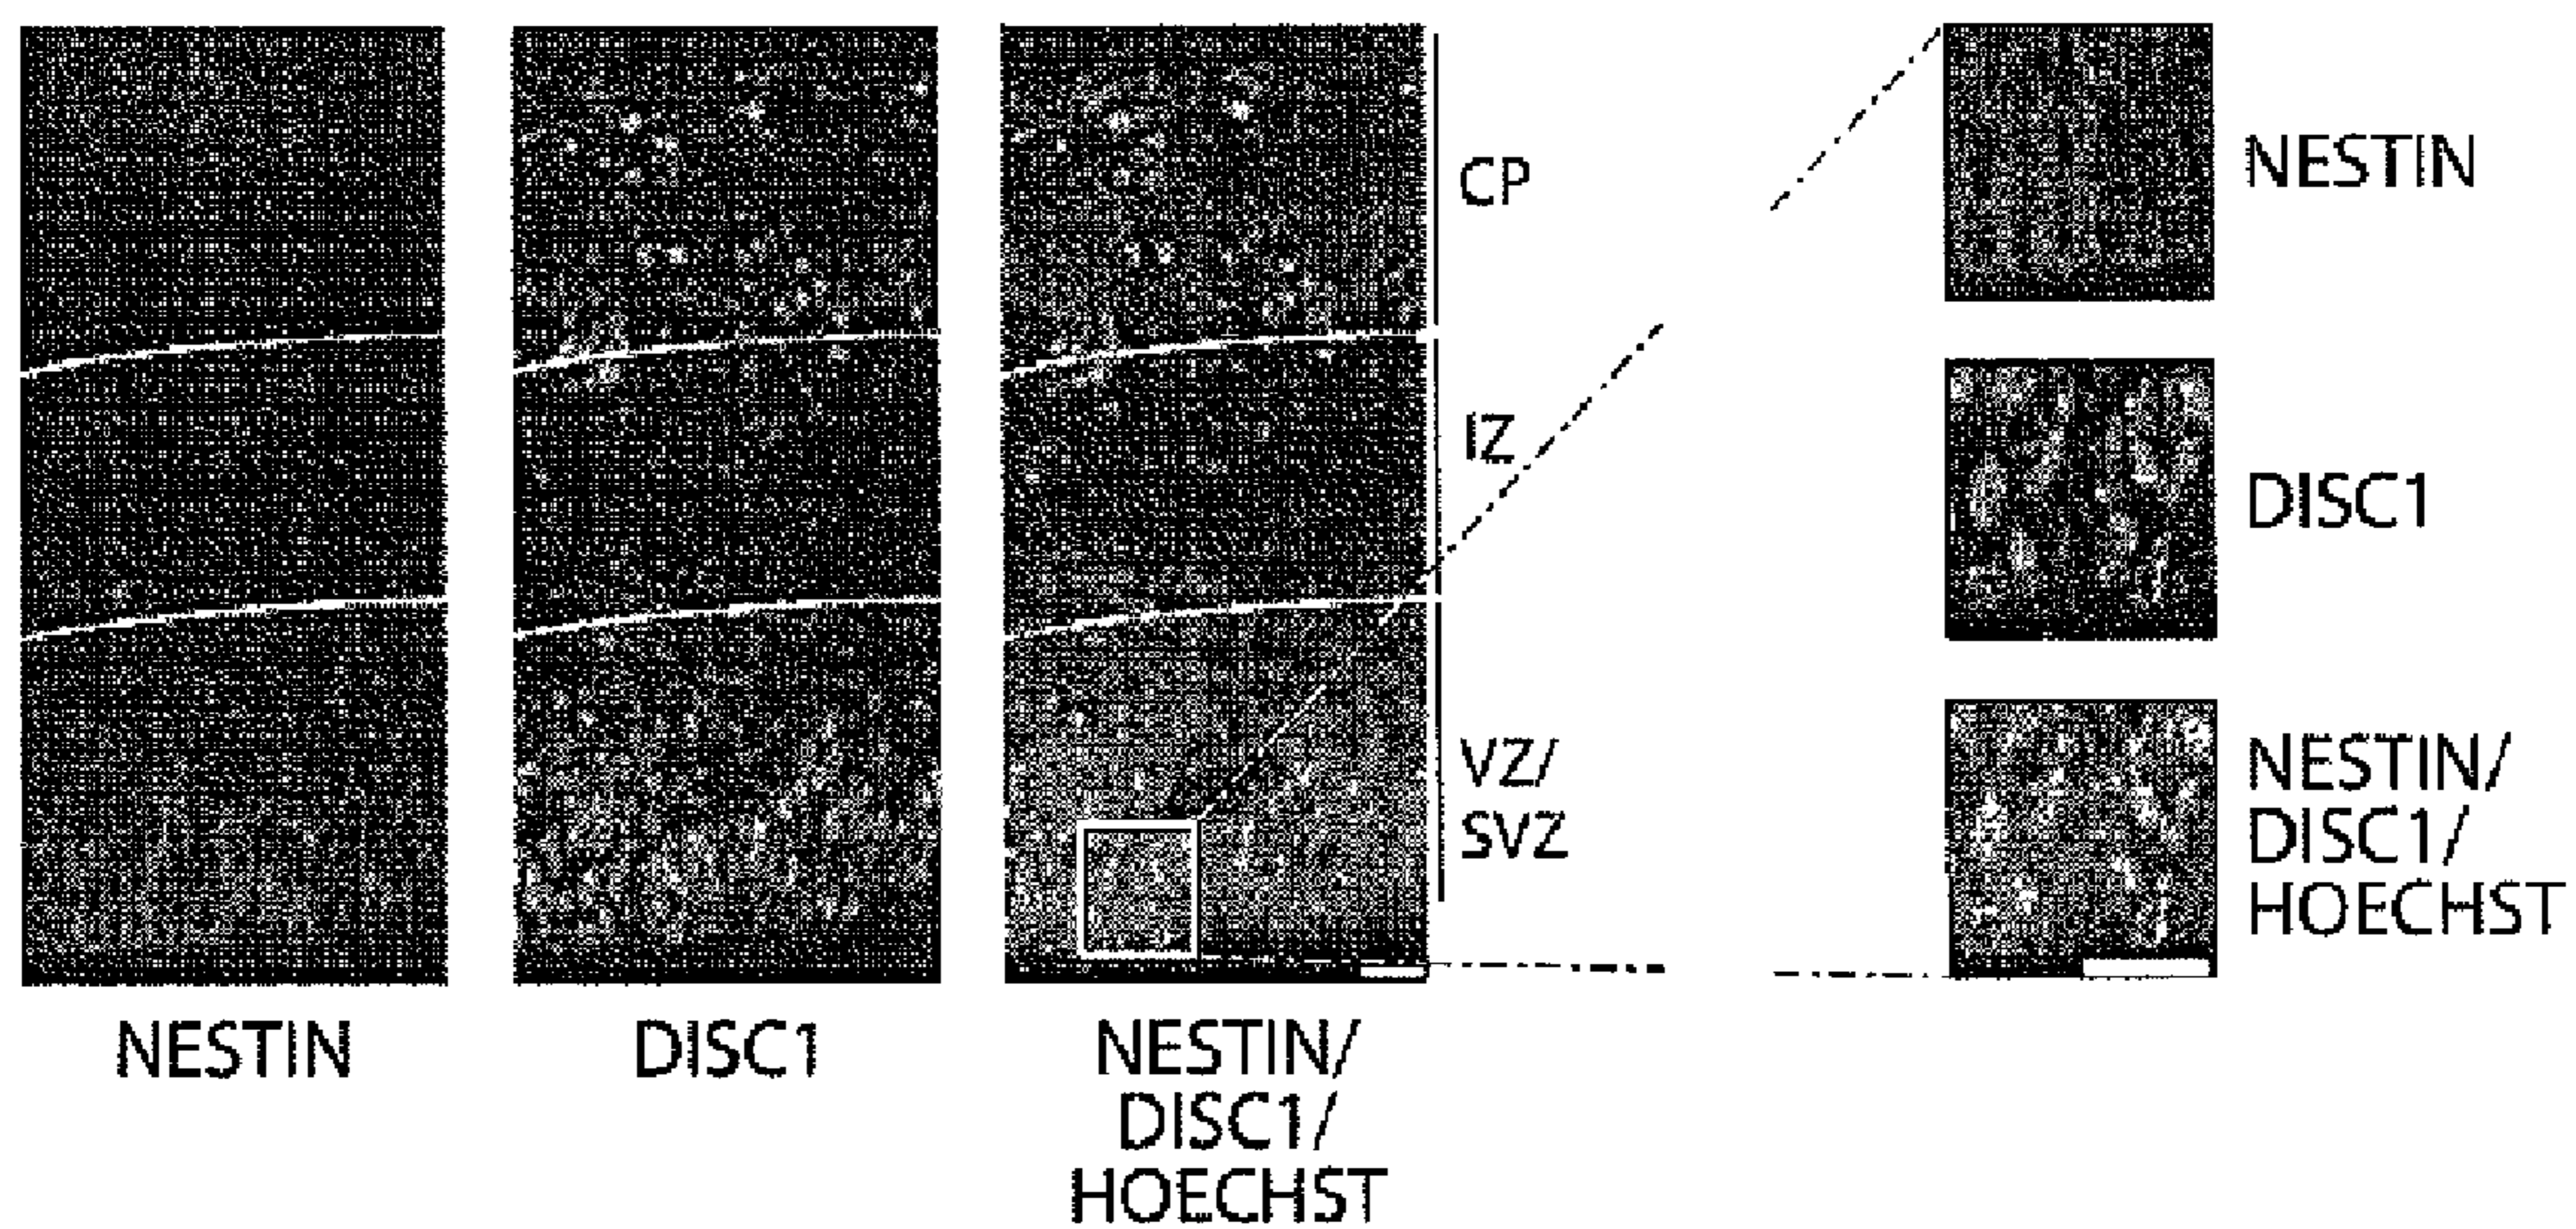 CP
IZ
VZ/
SVZ
NESTIN
DISC1
NESTIN/
DISC1/
HOECHST
NESTIN
DISC1
NESTIN/
DISC1/
HOECHST